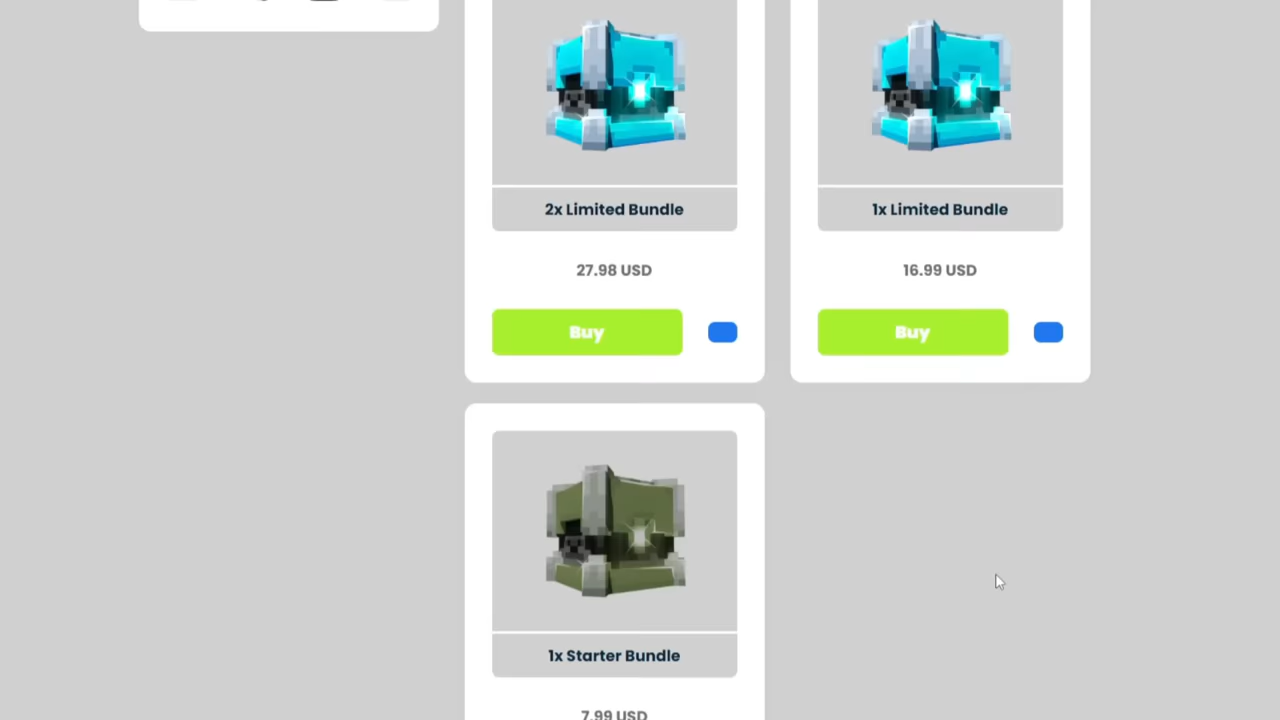 2x Limited Bundle
27.98 USD
Buy
1x Limited Bundle
16.99 USD
Buy
1x Starter Bundle
7.99 USD